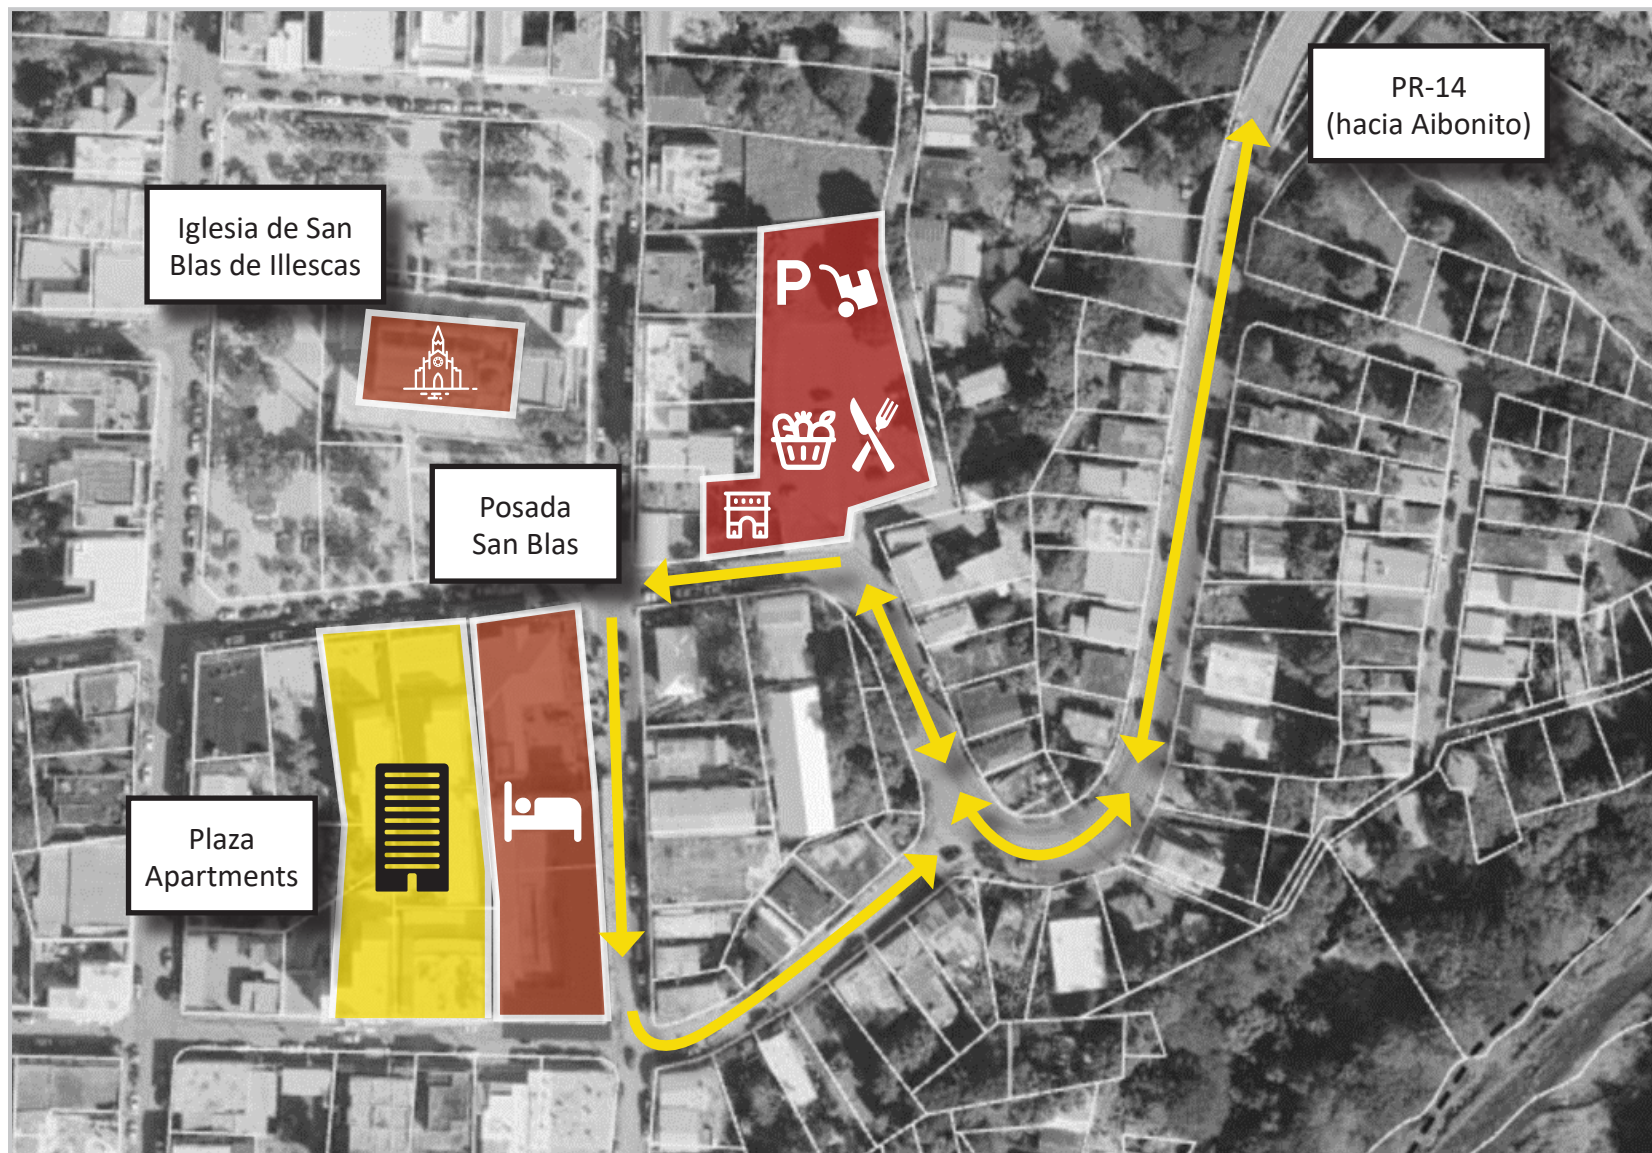 PR-14
(hacia Aibonito)
Iglesia de San
Blas de Illescas
P
Posada
San Blas
Plaza
Apartments